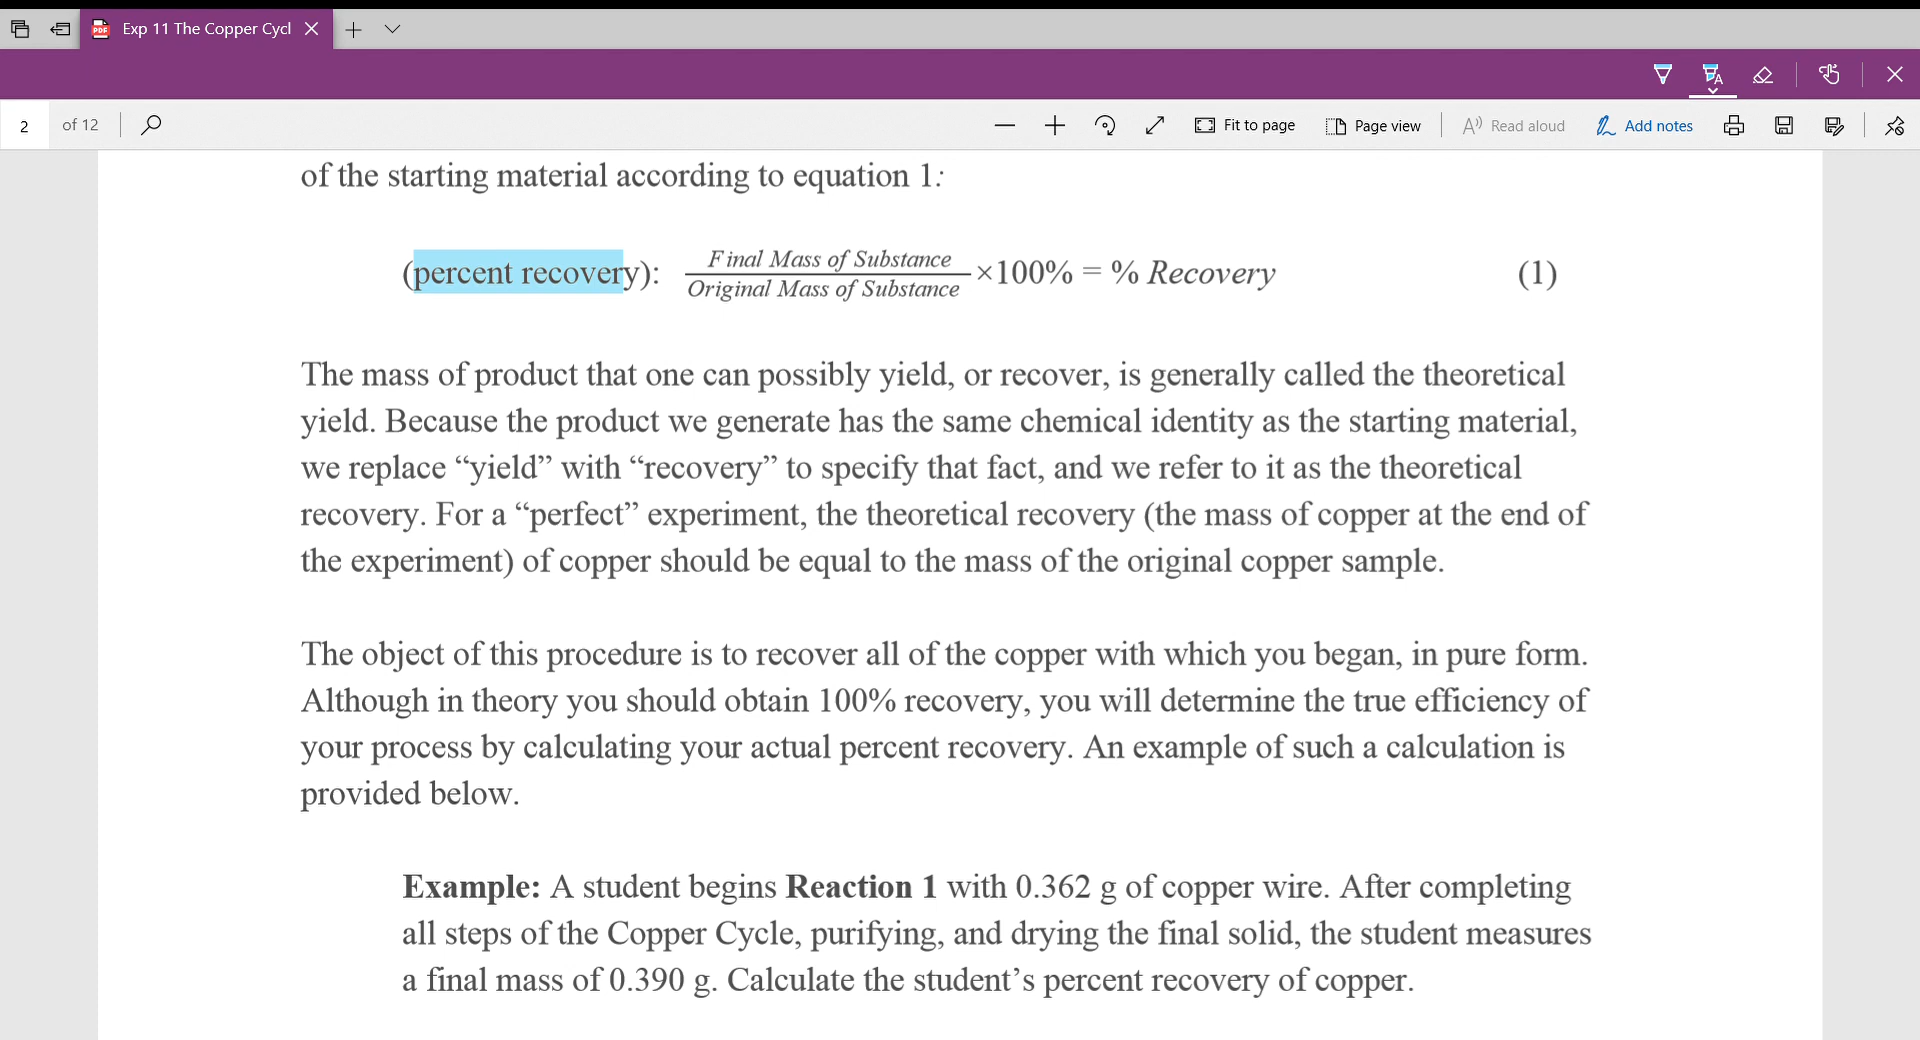 Exp 11 The Copper Cycl
2 of 12 Fit to page Page view Read aloud Add notes
of the starting material according to equation 1:
(percent recovery): Final Mass of Substance / Original Mass of Substance ×100% = % Recovery (1)
The mass of product that one can possibly yield, or recover, is generally called the theoretical
yield. Because the product we generate has the same chemical identity as the starting material,
we replace “yield” with “recovery” to specify that fact, and we refer to it as the theoretical
recovery. For a “perfect” experiment, the theoretical recovery (the mass of copper at the end of
the experiment) of copper should be equal to the mass of the original copper sample.
The object of this procedure is to recover all of the copper with which you began, in pure form.
Although in theory you should obtain 100% recovery, you will determine the true efficiency of
your process by calculating your actual percent recovery. An example of such a calculation is
provided below.
Example: A student begins Reaction 1 with 0.362 g of copper wire. After completing
all steps of the Copper Cycle, purifying, and drying the final solid, the student measures
a final mass of 0.390 g. Calculate the student’s percent recovery of copper.